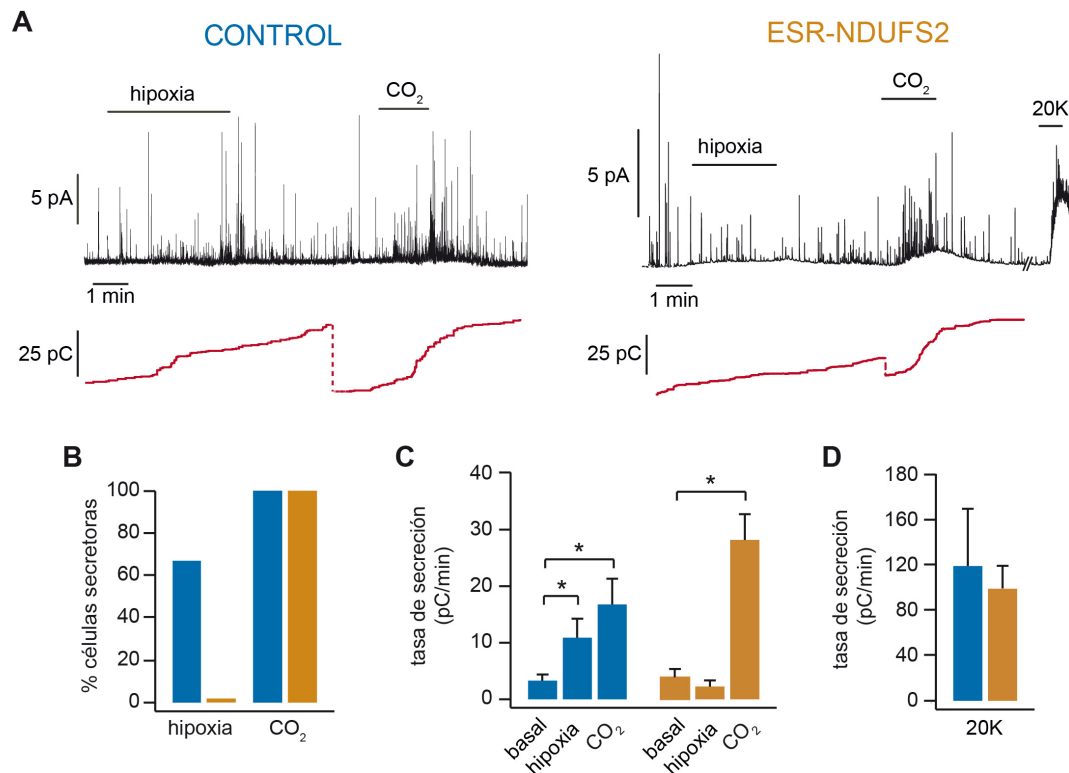 A
CONTROL
ESR-NDUFS2
hipoxia
CO2
5 pA
1 min
25 pC
hipoxia
CO2
20K
5 pA
1 min
25 pC
B
% células secretoras
100
80
60
40
20
0
hipoxia
CO2
C
tasa de secreción
(pC/min)
40
30
20
10
0
*
*
*
basal
hipoxia
CO2
basal
hipoxia
CO2
D
tasa de secreción
(pC/min)
180
160
120
80
40
0
20K